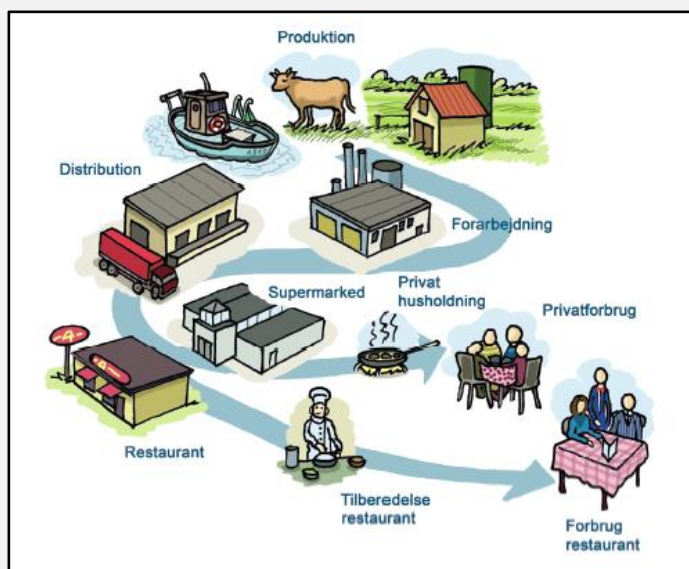 Produktion
Distribution
Forarbejdning
Supermarked
Privat
husholdning
Privatforbrug
Restaurant
Tilberedelse
restaurant
Forbrug
restaurant